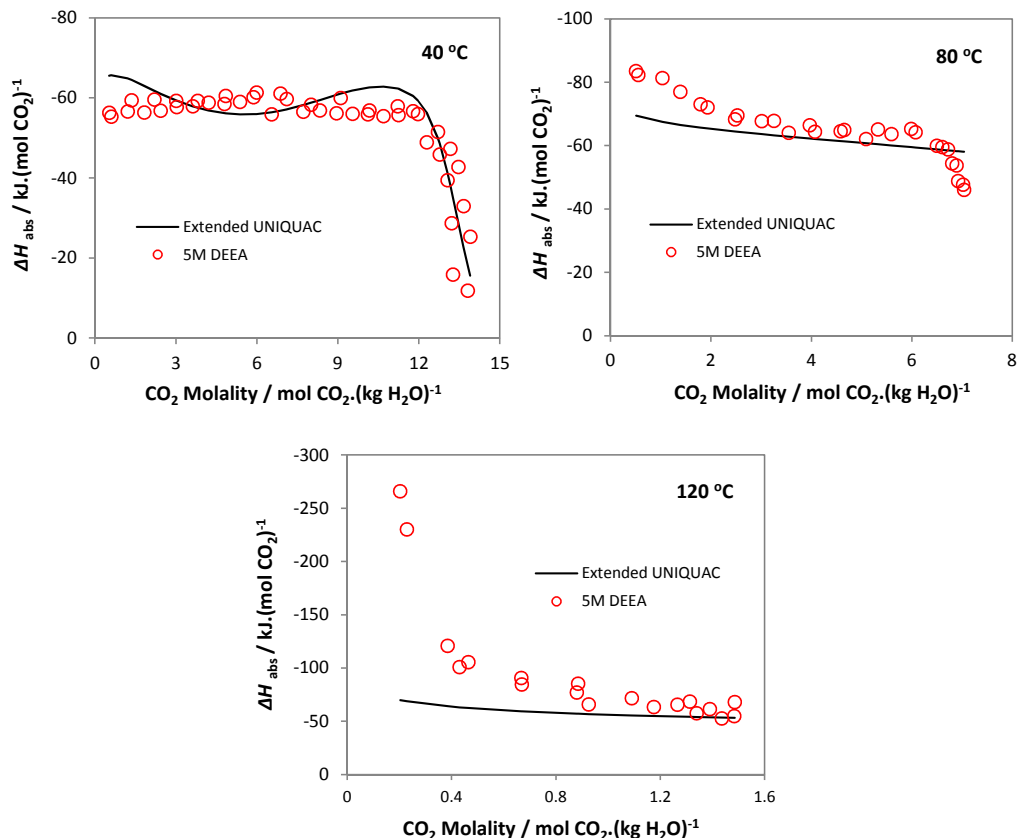 -80
-60
-40
-20
0
0 3 6 9 12 15
40 °C
Extended UNIQUAC
5M DEEA
ΔH abs / kJ.(mol CO2)-1
CO2 Molality / mol CO2.(kg H2O)-1
-100
-80
-60
-40
-20
0
0 2 4 6 8
80 °C
Extended UNIQUAC
5M DEEA
ΔH abs / kJ.(mol CO2)-1
CO2 Molality / mol CO2.(kg H2O)-1
-300
-250
-200
-150
-100
-50
0
0 0.4 0.8 1.2 1.6
120 °C
Extended UNIQUAC
5M DEEA
ΔH abs / kJ.(mol CO2)-1
CO2 Molality / mol CO2.(kg H2O)-1